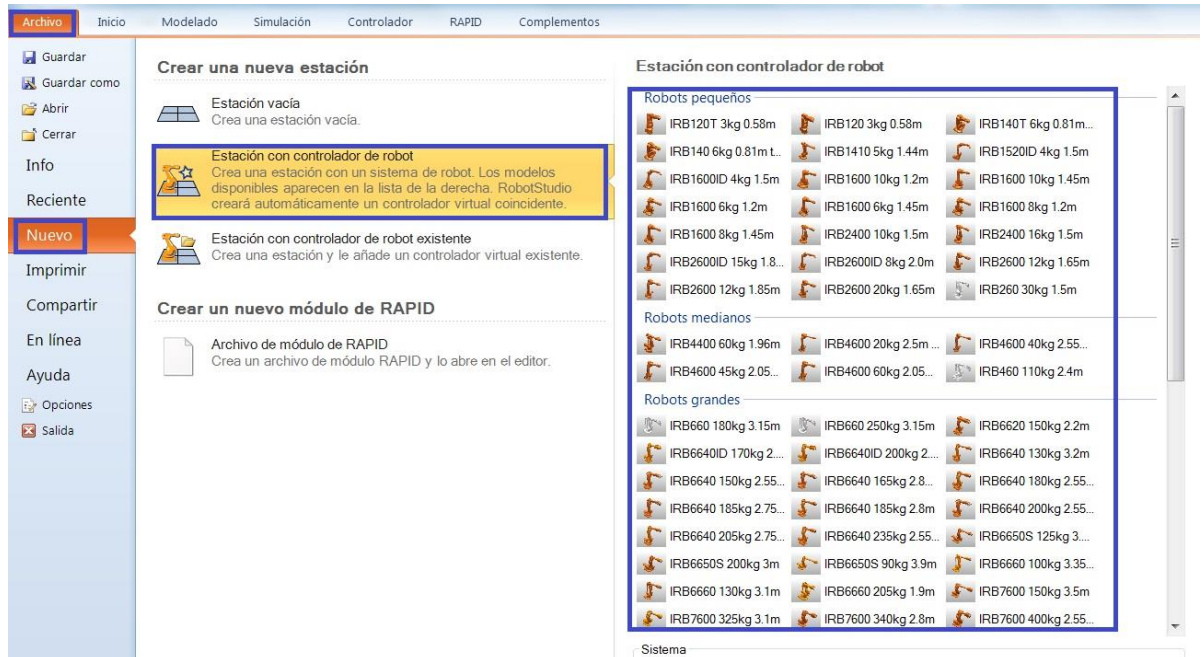 Archivo Inicio Modelado Simulación Controlador RAPID Complementos
Guardar
Guardar como
Abrir
Cerrar
Info
Reciente
Nuevo
Imprimir
Compartir
En línea
Ayuda
Opciones
Salida
Crear una nueva estación
Estación vacía
Crea una estación vacía.
Estación con controlador de robot
Crea una estación con un sistema de robot. Los modelos
disponibles aparecen en la lista de la derecha. RobotStudio
creará automáticamente un controlador virtual coincidente.
Estación con controlador de robot existente
Crea una estación y le añade un controlador virtual existente.
Crear un nuevo módulo de RAPID
Archivo de módulo de RAPID
Crea un archivo de módulo RAPID y lo abre en el editor.
Estación con controlador de robot
Robots pequeños
IRB120T 3kg 0.58m IRB120 3kg 0.58m IRB140T 6kg 0.81m...
IRB140 6kg 0.81m t... IRB1410 5kg 1.44m IRB1520ID 4kg 1.5m
IRB1600ID 4kg 1.5m IRB1600 10kg 1.2m IRB1600 10kg 1.45m
IRB1600 6kg 1.2m IRB1600 6kg 1.45m IRB1600 8kg 1.2m
IRB1600 8kg 1.45m IRB2400 10kg 1.5m IRB2400 16kg 1.5m
IRB2600ID 15kg 1.8... IRB2600ID 8kg 2.0m IRB2600 12kg 1.65m
IRB2600 12kg 1.85m IRB2600 20kg 1.65m IRB260 30kg 1.5m
Robots medianos
IRB4400 60kg 1.96m IRB4600 20kg 2.5m ... IRB4600 40kg 2.55...
IRB4600 45kg 2.05... IRB4600 60kg 2.05... IRB460 110kg 2.4m
Robots grandes
IRB660 180kg 3.15m IRB660 250kg 3.15m IRB6620 150kg 2.2m
IRB6640ID 170kg 2.... IRB6640ID 200kg 2.... IRB6640 130kg 3.2m
IRB6640 150kg 2.55... IRB6640 165kg 2.8... IRB6640 180kg 2.55...
IRB6640 185kg 2.75... IRB6640 185kg 2.8m IRB6640 200kg 2.55...
IRB6640 205kg 2.75... IRB6640 235kg 2.55... IRB6650S 125kg 3....
IRB6650S 200kg 3m IRB6650S 90kg 3.9m IRB6660 100kg 3.35...
IRB6660 130kg 3.1m IRB6660 205kg 1.9m IRB7600 150kg 3.5m
IRB7600 325kg 3.1m IRB7600 340kg 2.8m IRB7600 400kg 2.55...
Sistema